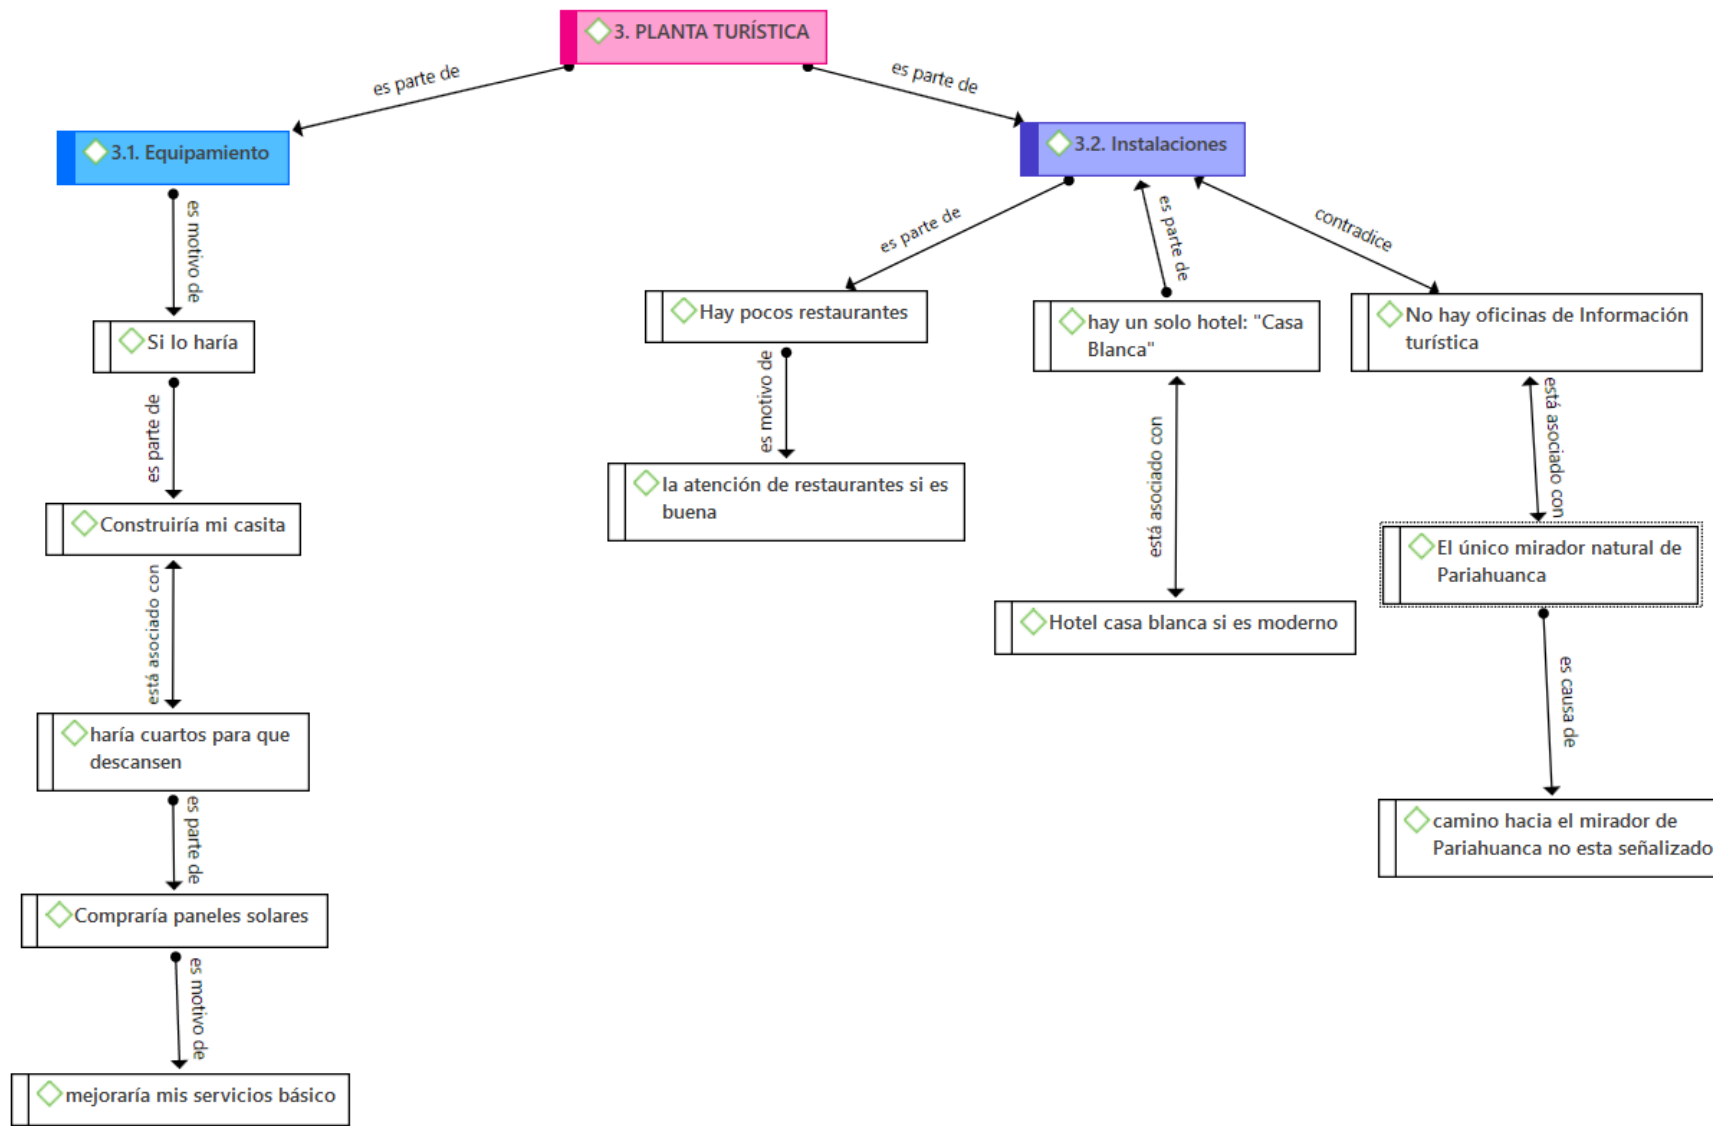 3. PLANTA TURÍSTICA
es parte de
es parte de
3.1. Equipamiento
3.2. Instalaciones
es motivo de
es parte de
es parte de
contradice
Si lo haría
Hay pocos restaurantes
hay un solo hotel: "Casa
Blanca"
No hay oficinas de Información
turística
es parte de
es motivo de
está asociado con
está asociado con
Construiría mi casita
la atención de restaurantes si es
buena
El único mirador natural de
Pariahuanca
está asociado con
Hotel casa blanca si es moderno
es causa de
haría cuartos para que
descansen
camino hacia el mirador de
Pariahuanca no esta señalizado
es parte de
Compraría paneles solares
es motivo de
mejoraría mis servicios básico